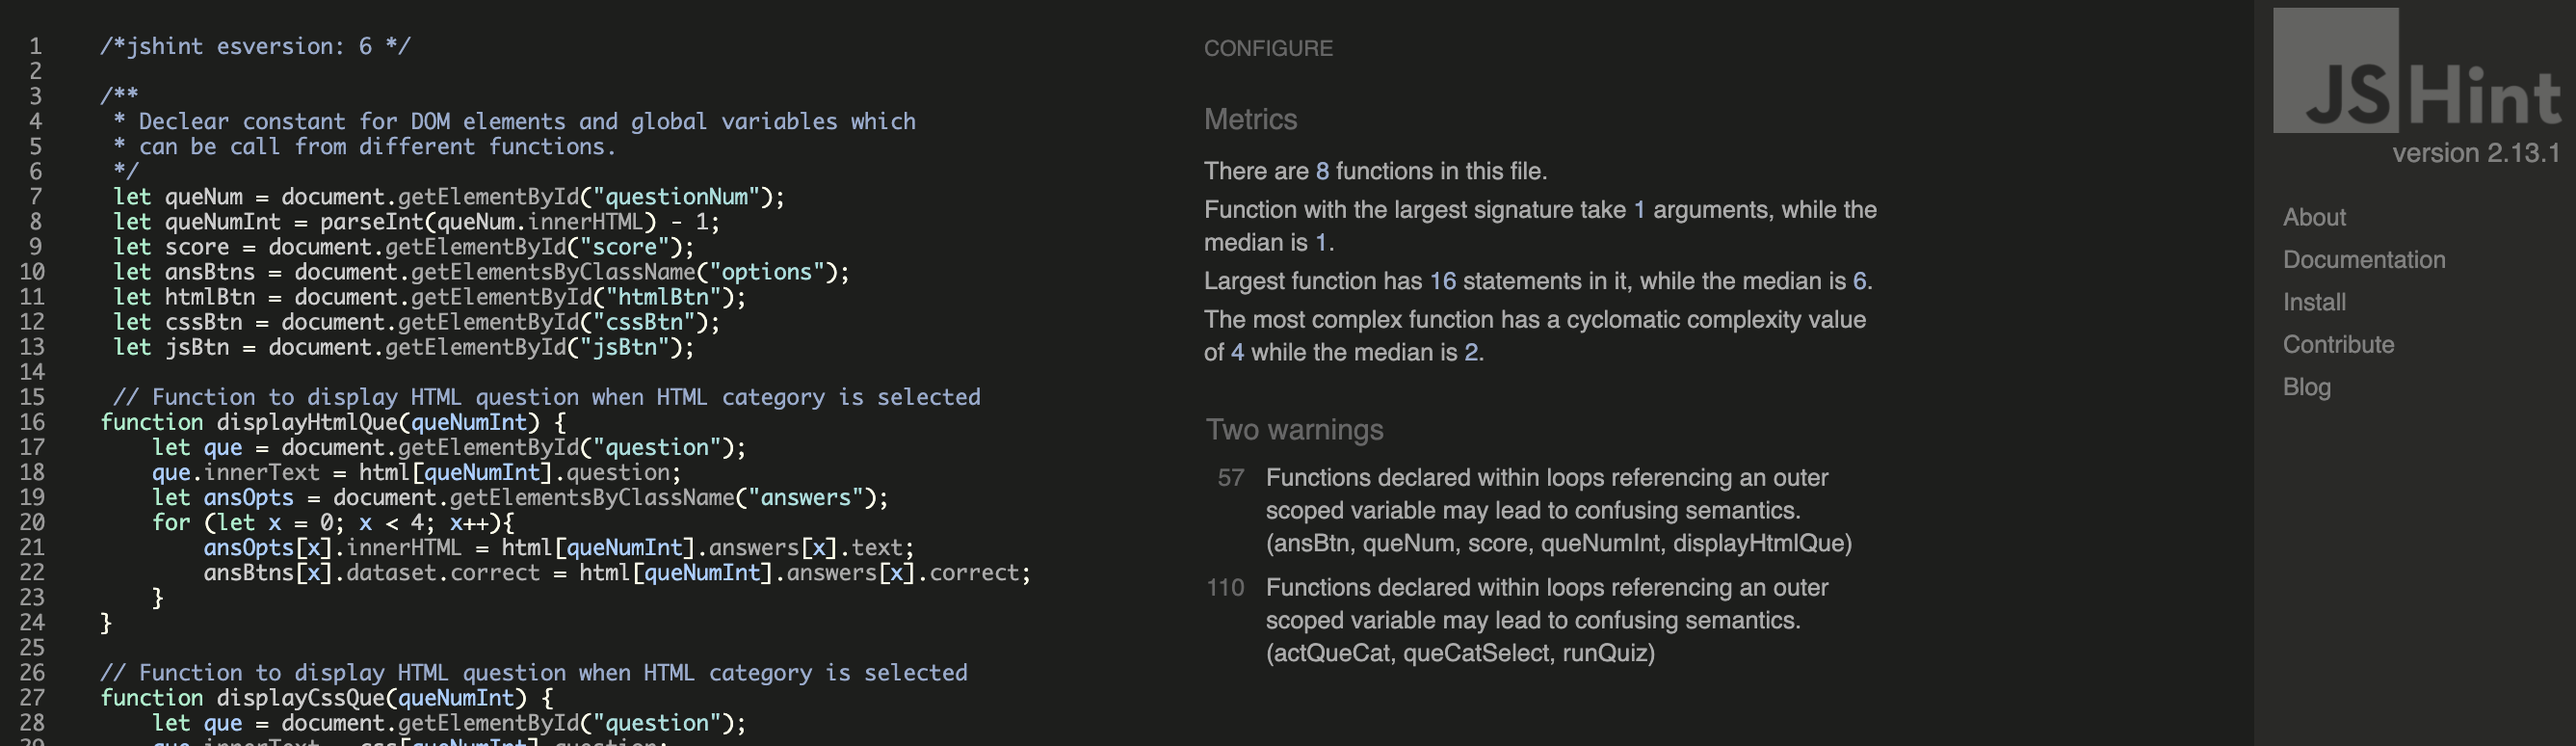 1 /*jshint esversion: 6 */
2
3 /**
4 * Declear constant for DOM elements and global variables which
5 * can be call from different functions.
6 */
7 let queNum = document.getElementById("questionNum");
8 let queNumInt = parseInt(queNum.innerHTML) - 1;
9 let score = document.getElementById("score");
10 let ansBtns = document.getElementsByClassName("options");
11 let htmlBtn = document.getElementById("htmlBtn");
12 let cssBtn = document.getElementById("cssBtn");
13 let jsBtn = document.getElementById("jsBtn");
14
15 // Function to display HTML question when HTML category is selected
16 function displayHtmlQue(queNumInt) {
17 let que = document.getElementById("question");
18 que.innerText = html[queNumInt].question;
19 let ansOpts = document.getElementsByClassName("answers");
20 for (let x = 0; x < 4; x++){
21 ansOpts[x].innerHTML = html[queNumInt].answers[x].text;
22 ansBtns[x].dataset.correct = html[queNumInt].answers[x].correct;
23 }
24 }
25
26 // Function to display HTML question when HTML category is selected
27 function displayCssQue(queNumInt) {
28 let que = document.getElementById("question");
29 que.innerText = css[queNumInt].question;
CONFIGURE
Metrics
There are 8 functions in this file.
Function with the largest signature take 1 arguments, while the
median is 1.
Largest function has 16 statements in it, while the median is 6.
The most complex function has a cyclomatic complexity value
of 4 while the median is 2.
Two warnings
57 Functions declared within loops referencing an outer
scoped variable may lead to confusing semantics.
(ansBtn, queNum, score, queNumInt, displayHtmlQue)
110 Functions declared within loops referencing an outer
scoped variable may lead to confusing semantics.
(actQueCat, queCatSelect, runQuiz)
JSHint
version 2.13.1
About
Documentation
Install
Contribute
Blog